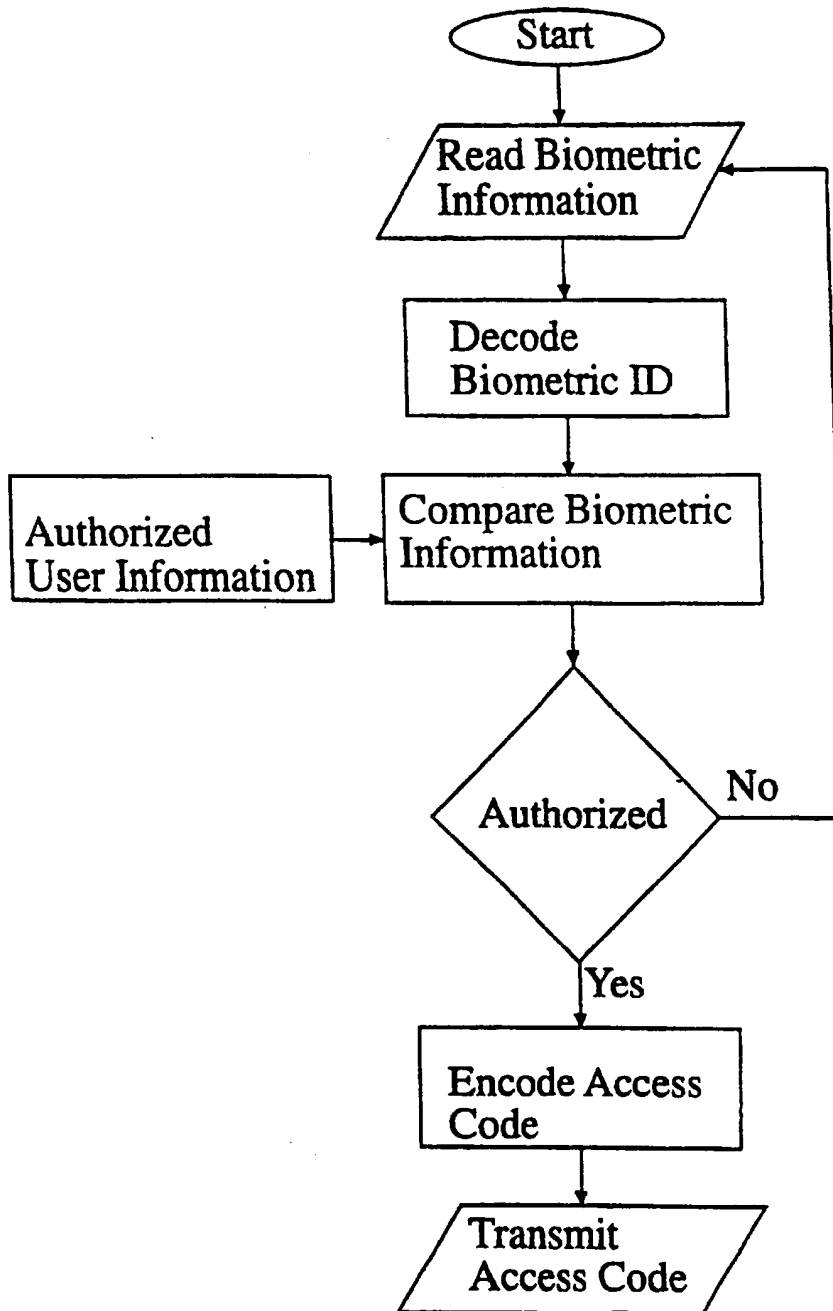 Start
Read Biometric
Information
Decode
Biometric ID
Authorized
User Information
Compare Biometric
Information
Authorized
No
Yes
Encode Access
Code
Transmit
Access Code